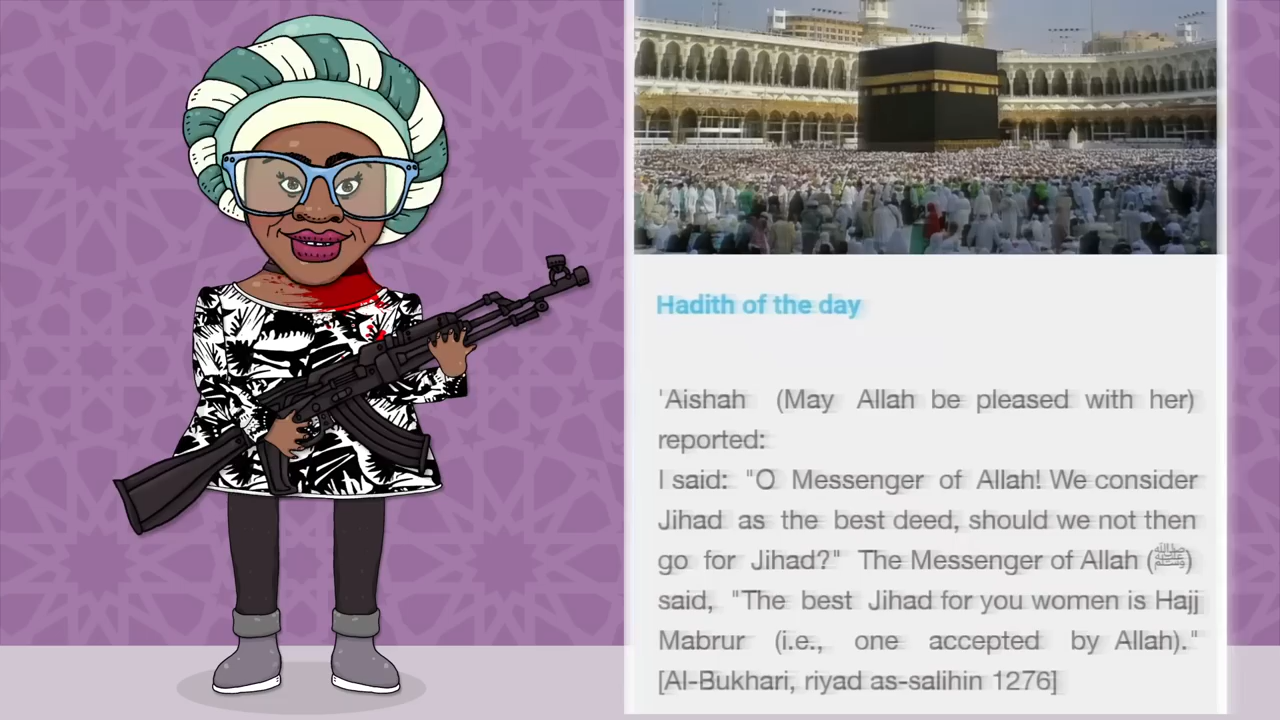 Hadith of the day
'Aishah (May Allah be pleased with her)
reported:
I said: "O Messenger of Allah! We consider
Jihad as the best deed, should we not then
go for Jihad?" The Messenger of Allah (ﷺ)
said, "The best Jihad for you women is Hajj
Mabrur (i.e., one accepted by Allah)."
[Al-Bukhari, riyad as-salihin 1276]